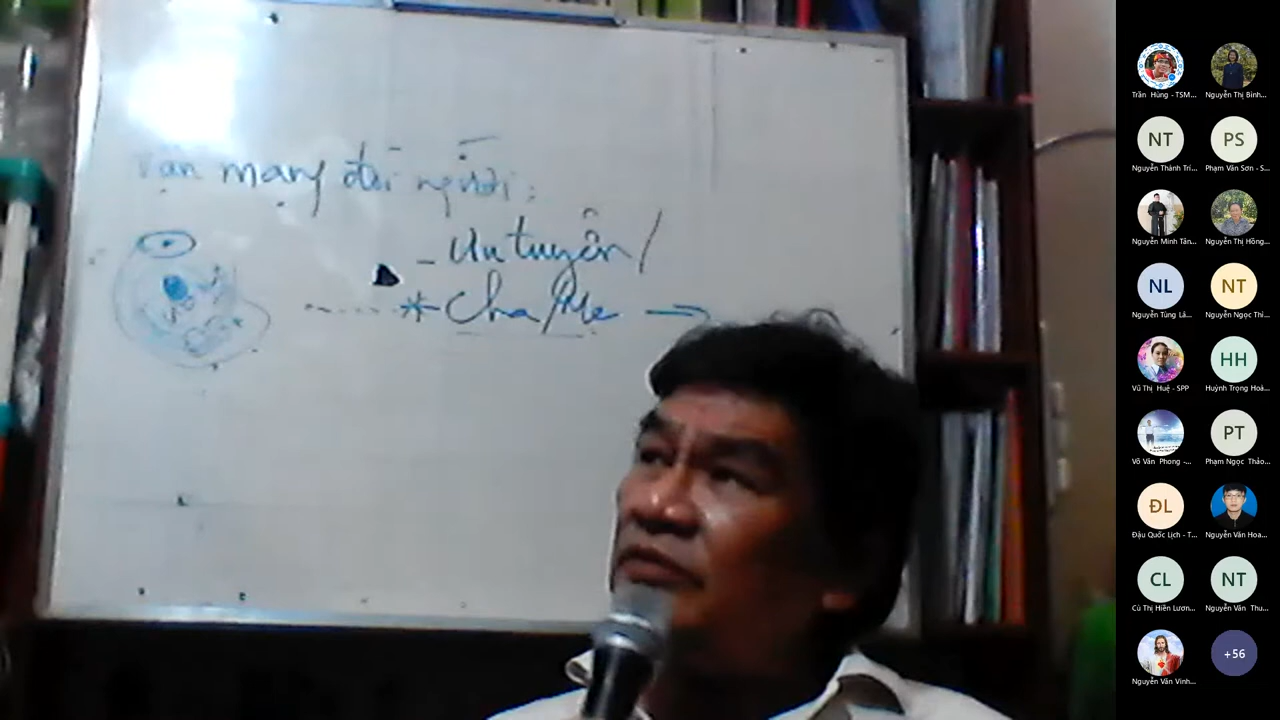 Vận mạng đời người:
- Ưu tuyển /
* Cha/Mẹ →
Trần Hùng - TSM...
Nguyễn Thị Bình...
NT
PS
Nguyễn Thành Trí...
Phạm Văn Sơn - S...
Nguyễn Minh Tân...
Nguyễn Thị Hồng...
NL
NT
Nguyễn Tùng Lâ...
Nguyễn Ngọc Thi...
HH
Vũ Thị Huệ - SPP
Huỳnh Trọng Hoà...
PT
Võ Văn Phong -...
Phạm Ngọc Thảo...
ĐL
Đậu Quốc Lịch - T...
Nguyễn Văn Hoa...
CL
NT
Cù Thị Hiền Lươn...
Nguyễn Văn Thu...
+56
Nguyễn Văn Vinh...